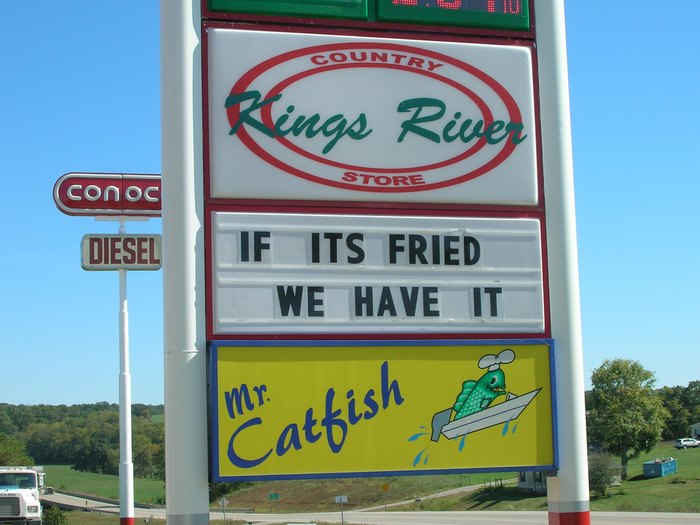 COUNTRY
Kings River
STORE
CONOC
DIESEL
IF ITS FRIED
WE HAVE IT
Mr.
Catfish